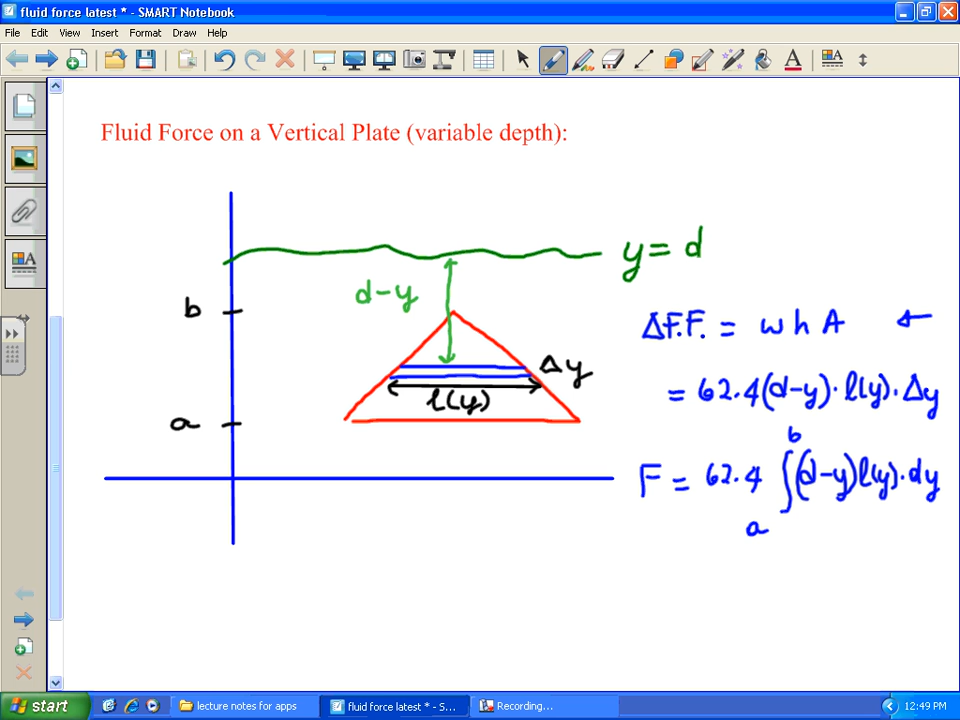 fluid force latest * - SMART Notebook
File Edit View Insert Format Draw Help
Fluid Force on a Vertical Plate (variable depth):
y = d
d-y
b
ΔF.F. = w h A ←
Δy
= 62.4(d-y)·l(y)·Δy
l(y)
a
b
F = 62.4 ∫(d-y)l(y)·dy
a
start
lecture notes for apps
fluid force latest * - S...
Recording...
12:49 PM